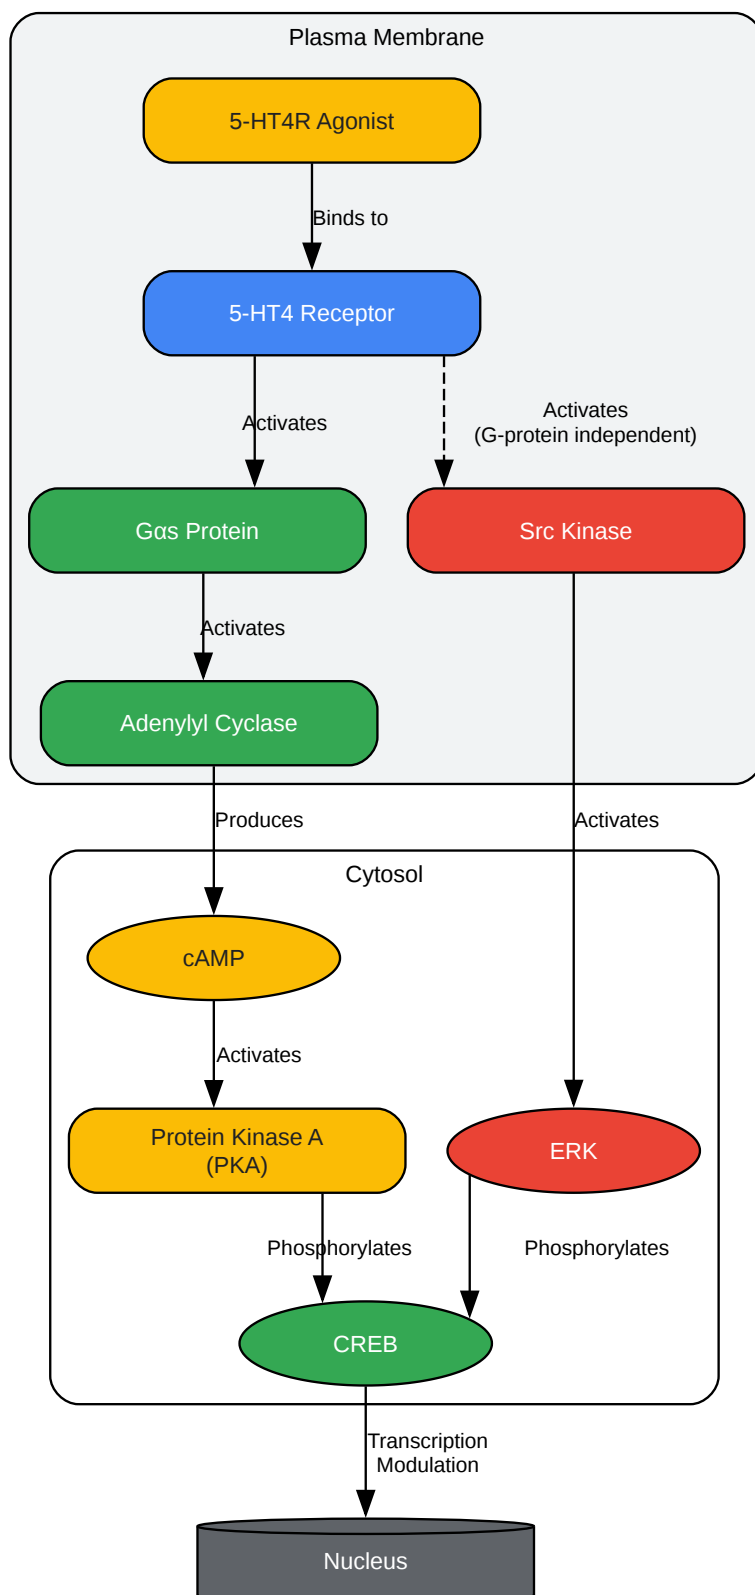 Plasma Membrane
5-HT4R Agonist
Binds to
5-HT4 Receptor
Activates
Activates
(G-protein independent)
Gαs Protein
Src Kinase
Activates
Adenylyl Cyclase
Produces
Activates
Cytosol
cAMP
Activates
Protein Kinase A
(PKA)
ERK
Phosphorylates
Phosphorylates
CREB
Transcription
Modulation
Nucleus